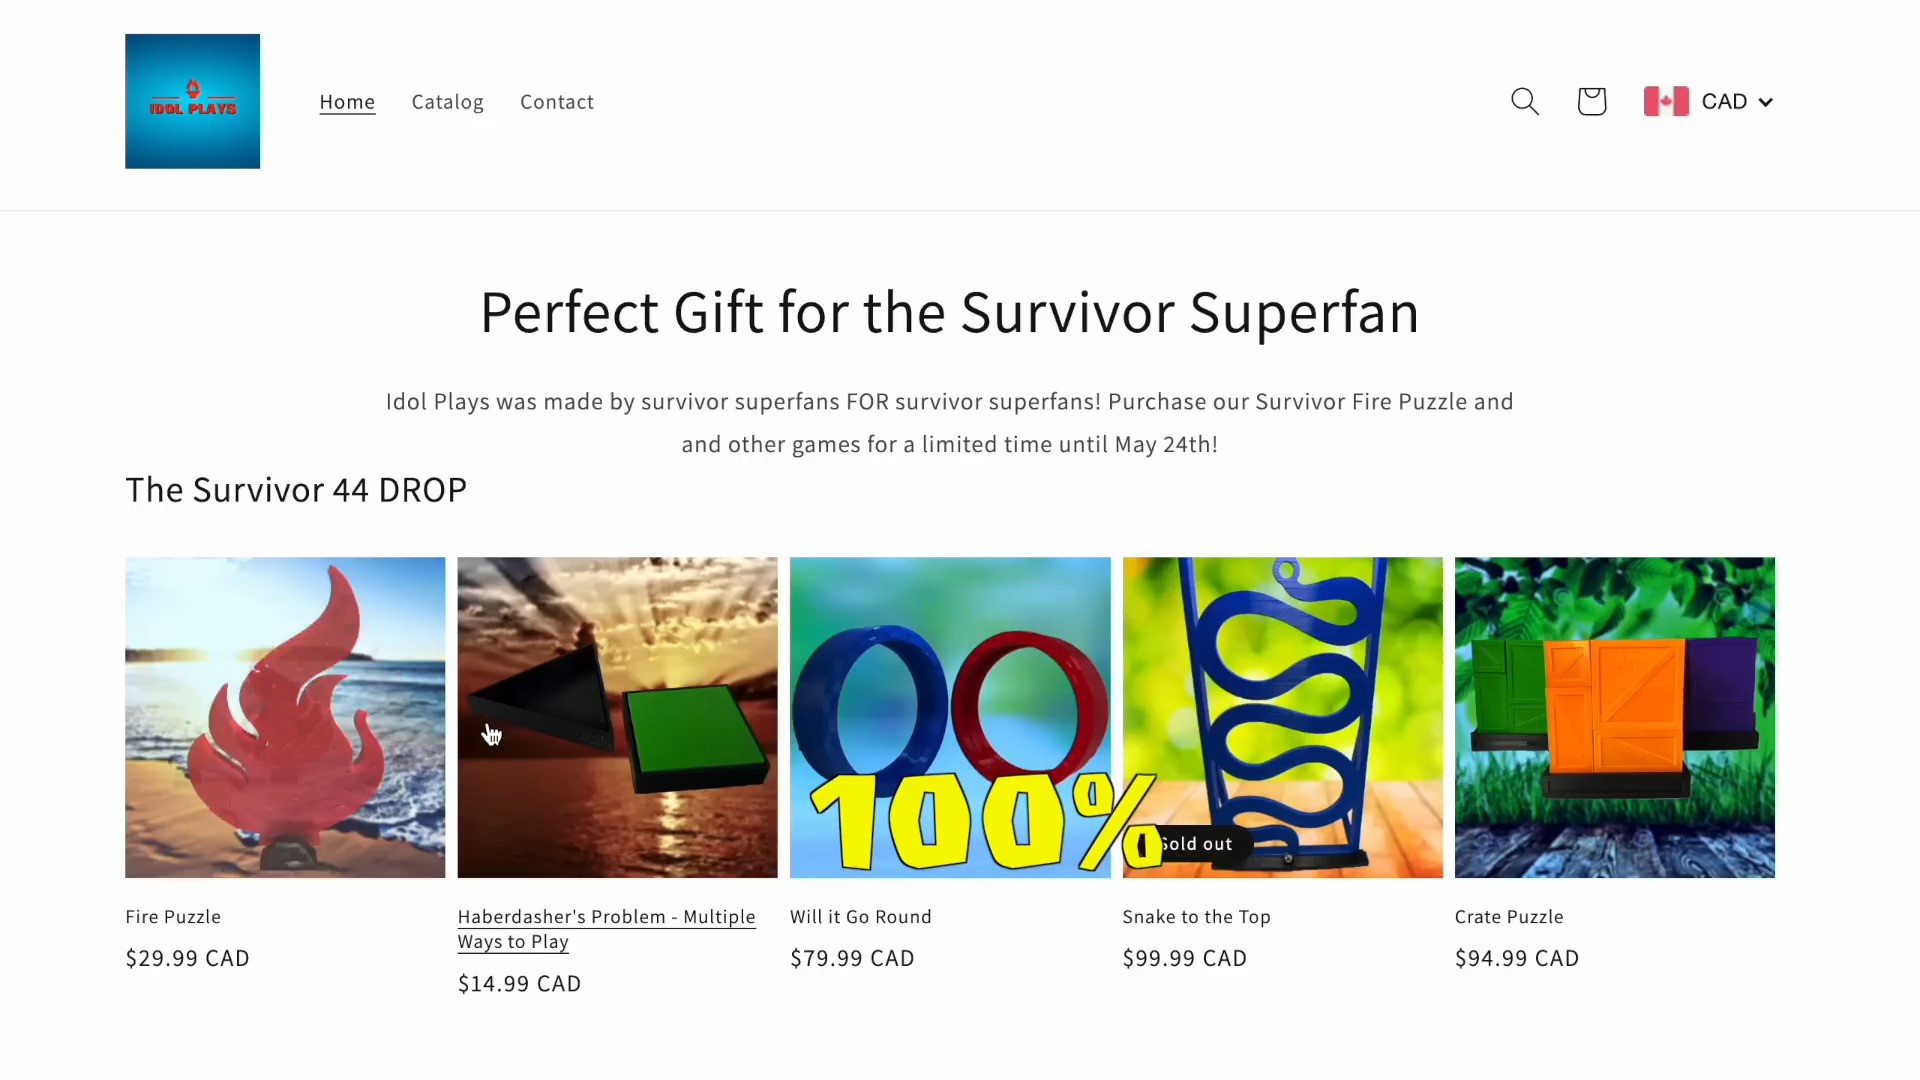 IDOL PLAYS
Home
Catalog
Contact
CAD
Perfect Gift for the Survivor Superfan
Idol Plays was made by survivor superfans FOR survivor superfans! Purchase our Survivor Fire Puzzle and
and other games for a limited time until May 24th!
The Survivor 44 DROP
100%
Sold out
Fire Puzzle
$29.99 CAD
Haberdasher's Problem - Multiple
Ways to Play
$14.99 CAD
Will it Go Round
$79.99 CAD
Snake to the Top
$99.99 CAD
Crate Puzzle
$94.99 CAD